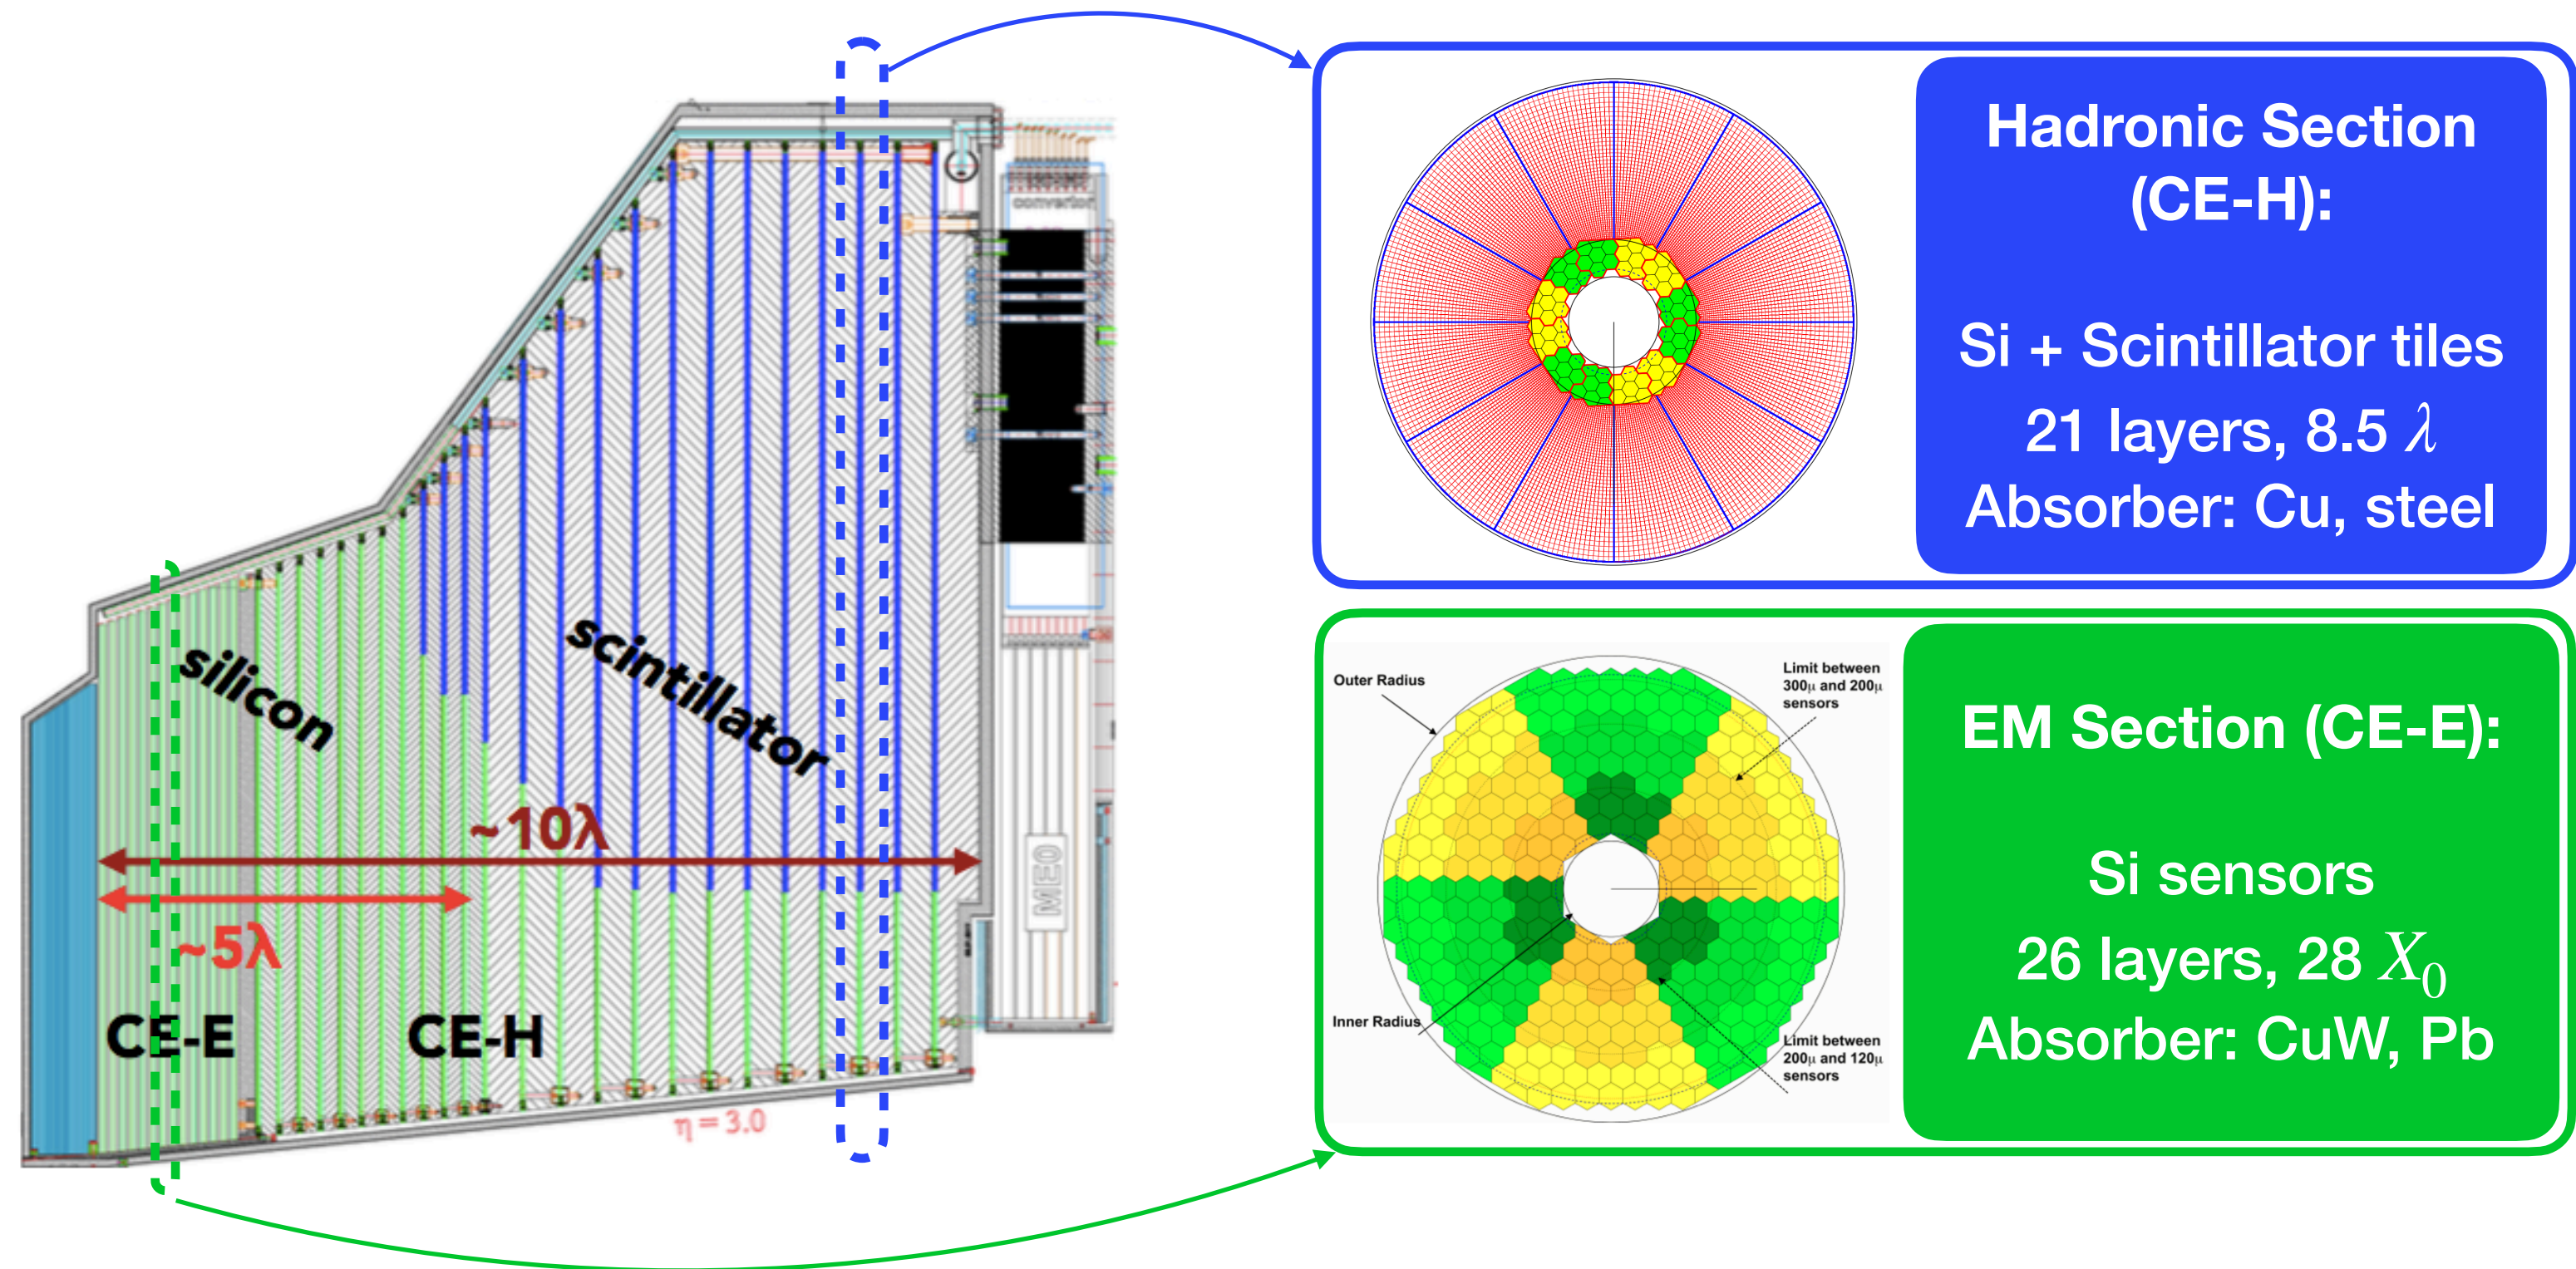 convertor
silicon
scintillator
~10λ
~5λ
CE-E
CE-H
η = 3.0
ME0
Hadronic Section
(CE-H):
Si + Scintillator tiles
21 layers, 8.5 λ
Absorber: Cu, steel
Outer Radius
Limit between
300μ and 200μ
sensors
Inner Radius
Limit between
200μ and 120μ
sensors
EM Section (CE-E):
Si sensors
26 layers, 28 X₀
Absorber: CuW, Pb